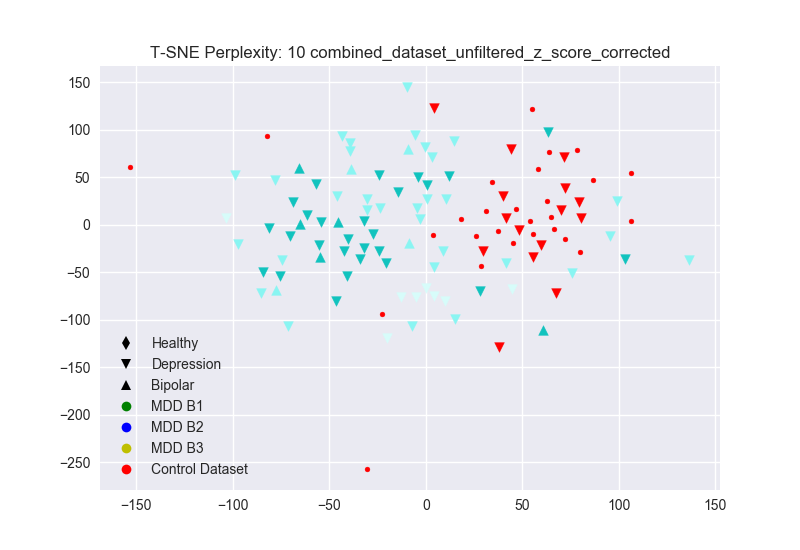 T-SNE Perplexity: 10 combined_dataset_unfiltered_z_score_corrected
150
100
50
0
−50
−100
−150
−200
−250
Healthy
Depression
Bipolar
MDD B1
MDD B2
MDD B3
Control Dataset
−150 −100 −50 0 50 100 150